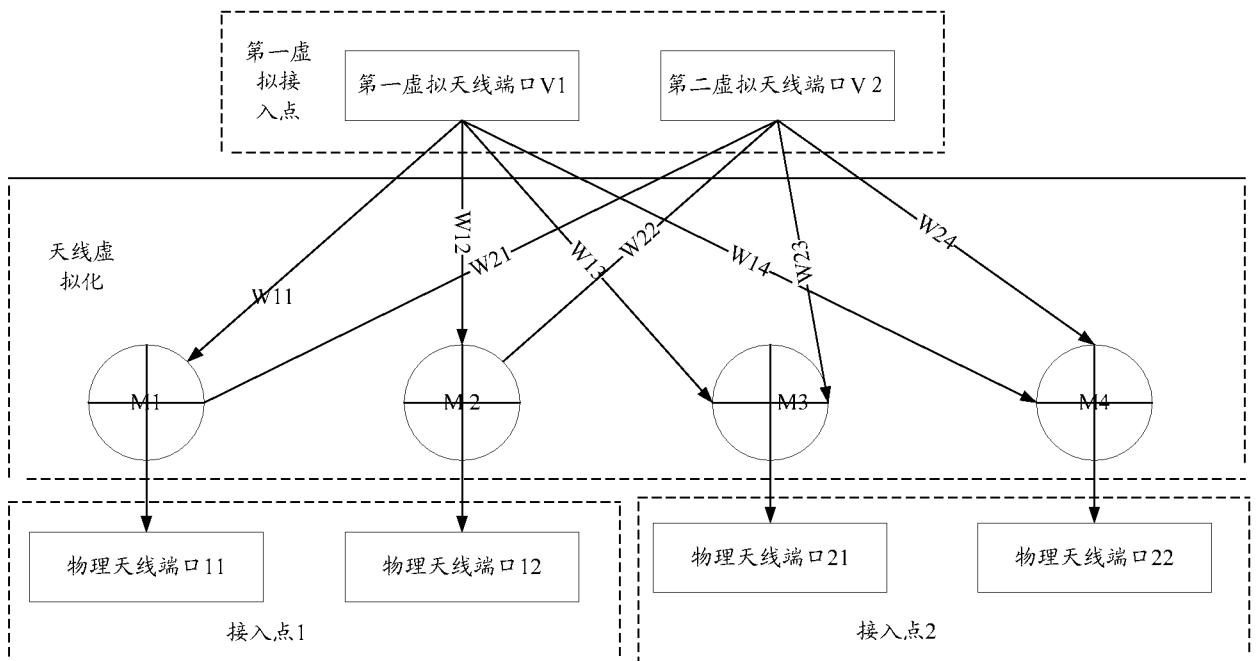 第一虚
拟接
入点
第一虚拟天线端口V1
第二虚拟天线端口V 2
天线虚
拟化
W11
W21
W12
W13
W22
W14
W23
W24
M1
M 2
M3
M4
物理天线端口11
物理天线端口12
物理天线端口21
物理天线端口22
接入点1
接入点2